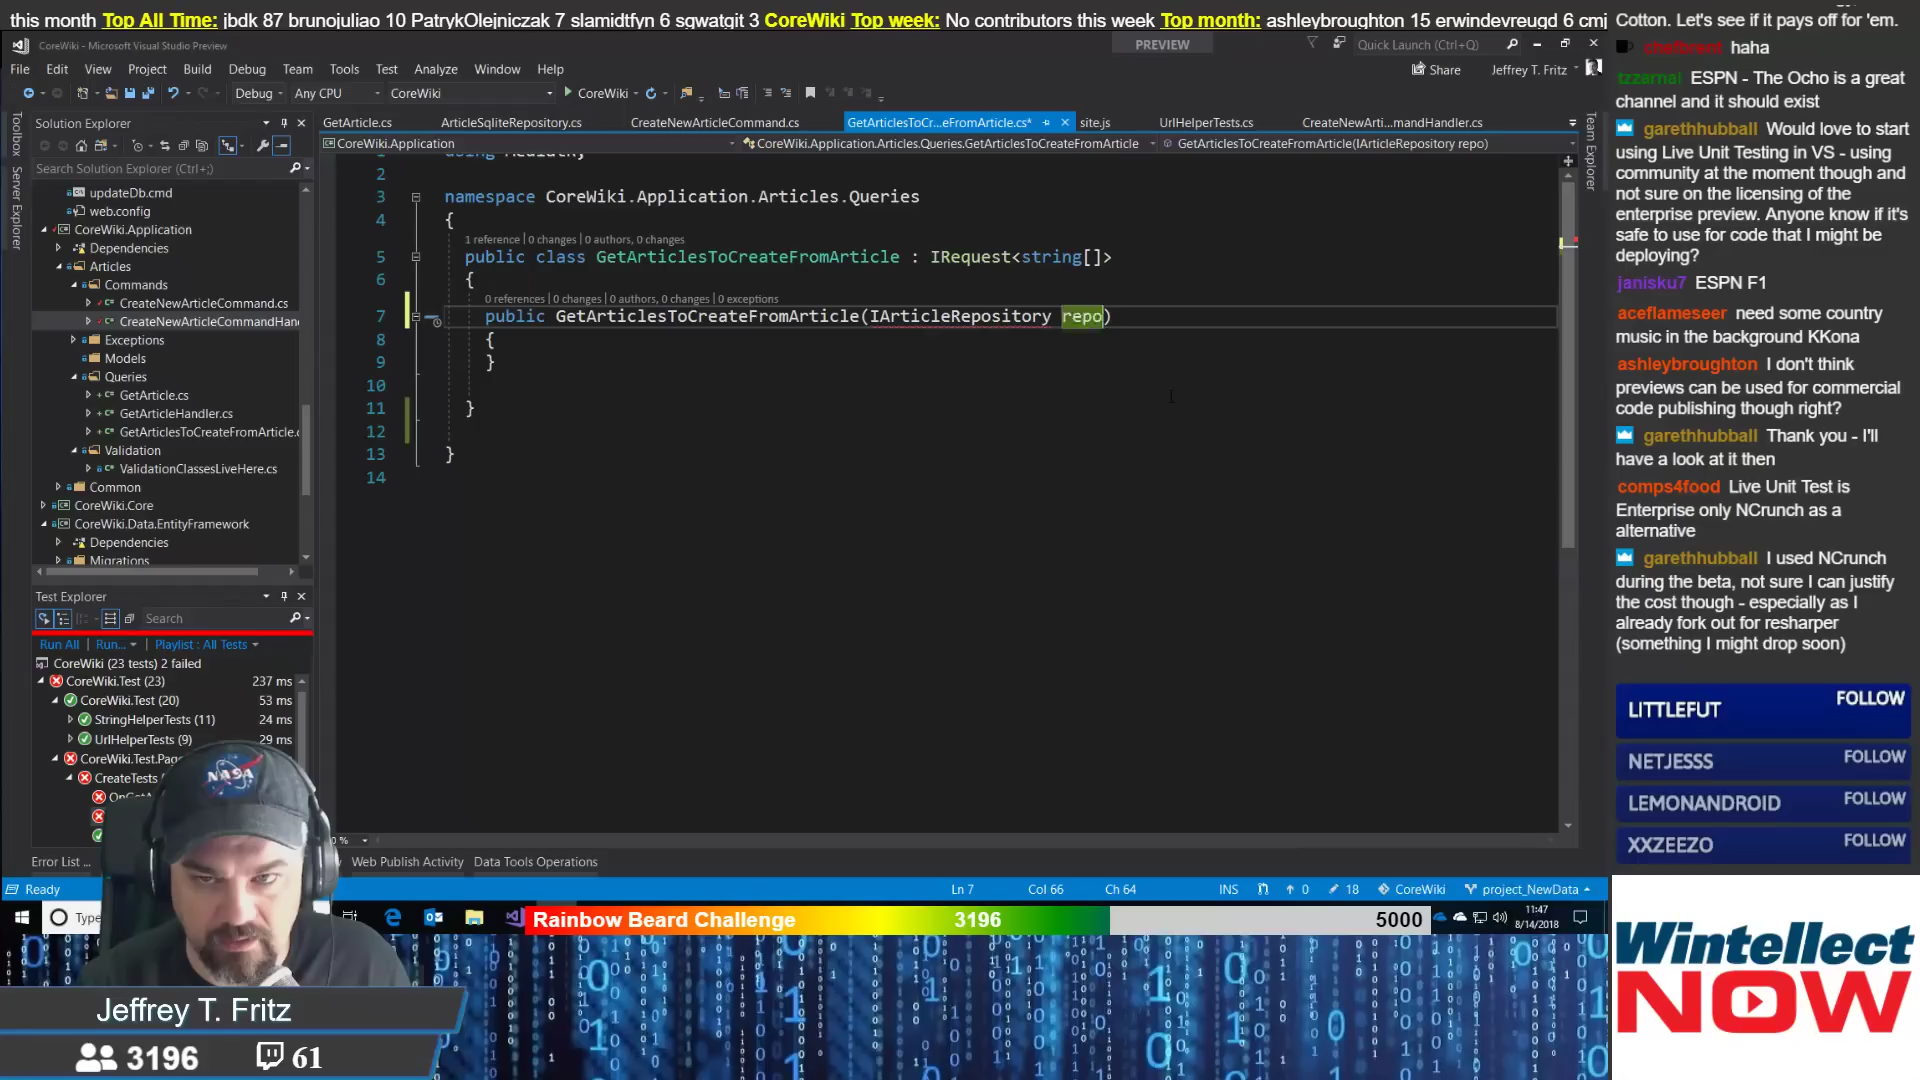 this month Top All Time: jbdk 87 brunojuliao 10 PatrykOlejniczak 7 slamidtfyn 6 sgwatgit 3 CoreWiki Top week: No contributors this week Top month: ashleybroughton 15 erwindevreugd 6 cmj
CoreWiki - Microsoft Visual Studio Preview
PREVIEW
Quick Launch (Ctrl+Q)
File Edit View Project Build Debug Team Tools Test Analyze Window Help
Share
Jeffrey T. Fritz
Debug
Any CPU
CoreWiki
CoreWiki
Toolbox
Server Explorer
Team Explorer
Solution Explorer
Search Solution Explorer (Ctrl+;)
updateDb.cmd
web.config
CoreWiki.Application
Dependencies
Articles
Commands
CreateNewArticleCommand.cs
CreateNewArticleCommandHan
Exceptions
Models
Queries
GetArticle.cs
GetArticleHandler.cs
GetArticlesToCreateFromArticle.c
Validation
ValidationClassesLiveHere.cs
Common
CoreWiki.Core
CoreWiki.Data.EntityFramework
Dependencies
Migrations
Test Explorer
Search
Run All
Run...
Playlist : All Tests
CoreWiki (23 tests) 2 failed
CoreWiki.Test (23) 237 ms
CoreWiki.Test (20) 53 ms
StringHelperTests (11) 24 ms
UrlHelperTests (9) 29 ms
CoreWiki.Test.Pag
CreateTests
GetArticle.cs
ArticleSqliteRepository.cs
CreateNewArticleCommand.cs
GetArticlesToCr...eFromArticle.cs*
site.js
UrlHelperTests.cs
CreateNewArti...mmandHandler.cs
CoreWiki.Application
CoreWiki.Application.Articles.Queries.GetArticlesToCreateFromArticle
GetArticlesToCreateFromArticle(IArticleRepository repo)
2
3 namespace CoreWiki.Application.Articles.Queries
4 {
1 reference | 0 changes | 0 authors, 0 changes
5 public class GetArticlesToCreateFromArticle : IRequest<string[]>
6 {
0 references | 0 changes | 0 authors, 0 changes | 0 exceptions
7 public GetArticlesToCreateFromArticle(IArticleRepository repo)
8 {
9 }
10
11 }
12
13 }
14
Error List ...
Web Publish Activity
Data Tools Operations
Ready
Ln 7
Col 66
Ch 64
INS
0
18
CoreWiki
project_NewData
Type
Rainbow Beard Challenge 3196 5000
11:47
8/14/2018
NASA
Jeffrey T. Fritz
3196 61
Cotton. Let's see if it pays off for 'em.
chefbrent haha
tzzarnal ESPN - The Ocho is a great
channel and it should exist
garethhubball Would love to start
using Live Unit Testing in VS - using
community at the moment though and
not sure on the licensing of the
enterprise preview. Anyone know if it's
safe to use for code that I might be
deploying?
janisku7 ESPN F1
aceflameseer need some country
music in the background KKona
ashleybroughton I don't think
previews can be used for commercial
code publishing though right?
garethhubball Thank you - I'll
have a look at it then
comps4food Live Unit Test is
Enterprise only NCrunch as a
alternative
garethhubball I used NCrunch
during the beta, not sure I can justify
the cost though - especially as I
already fork out for resharper
(something I might drop soon)
LITTLEFUT FOLLOW
NETJESSS FOLLOW
LEMONANDROID FOLLOW
XXZEEZO FOLLOW
Wintellect
NOW